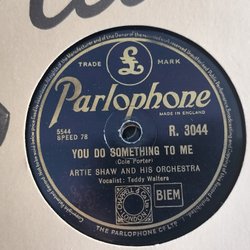 TRADE MARK
Parlophone
5544
SPEED 78
MADE IN ENGLAND
R. 3044
YOU DO SOMETHING TO ME
(Cole Porter)
ARTIE SHAW AND HIS ORCHESTRA
Vocalist: Teddy Walters
BIEM
THE PARLOPHONE CO LTD